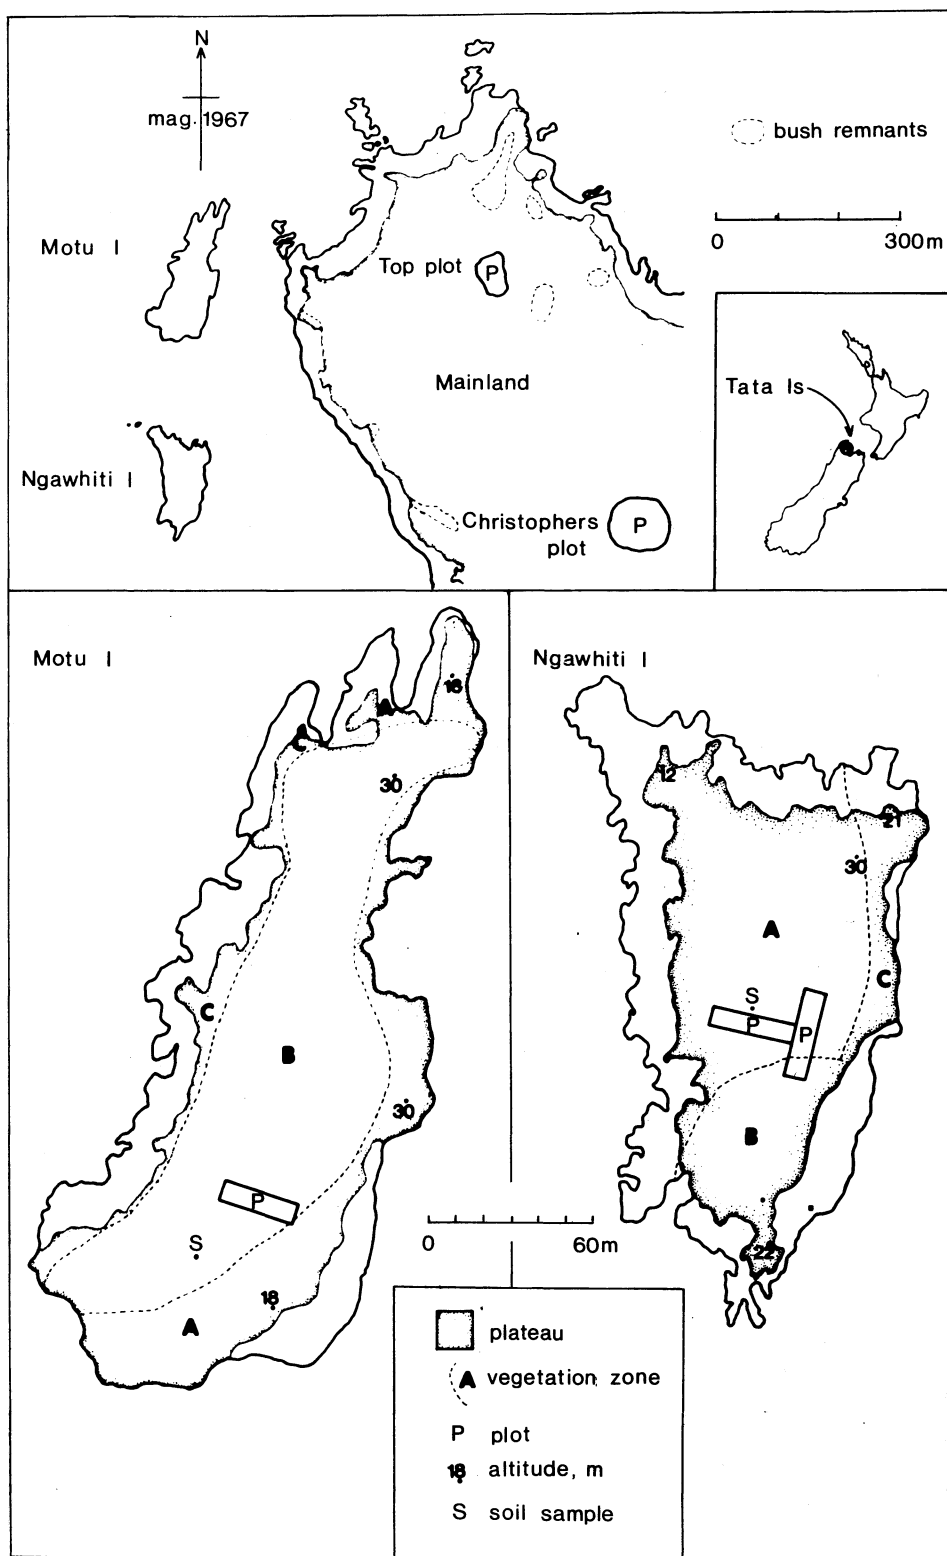 N
mag. 1967
bush remnants
0 300m
Motu I
Top plot
P
Mainland
Tata Is
Ngawhiti I
Christophers
plot
P
Motu I
18
A
A
C
30
C
B
30
P
S
18
A
Ngawhiti I
12
21
30
A
C
S
P
P
B
22
0 60m
plateau
A vegetation zone
P plot
18 altitude, m
S soil sample